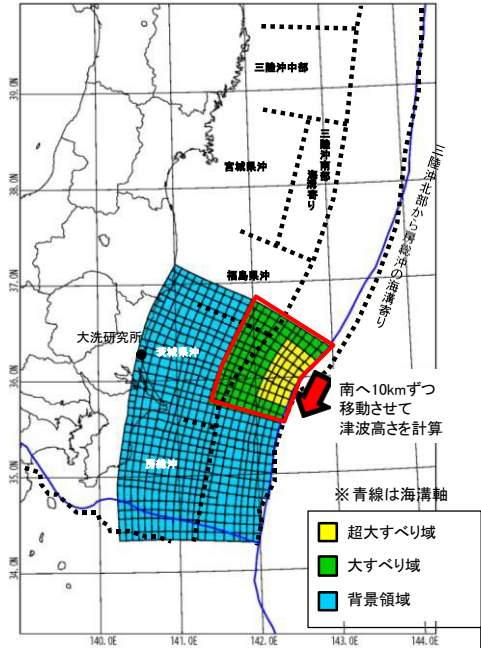 39.0N
38.0N
37.0N
36.0N
35.0N
34.0N
三陸沖中部
宮城県沖
三陸沖南部
海溝寄り
福島県沖
三陸沖北部から房総沖の海溝寄り
大洗研究所
茨城県沖
房総沖
南へ10kmずつ
移動させて
津波高さを計算
※青線は海溝軸
超大すべり域
大すべり域
背景領域
140.0E
141.0E
142.0E
143.0E
144.0E